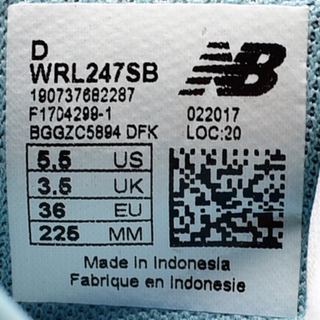 D
WRL247SB
190737682287
F1704299-1
BGGZC5894 DFK
NB
022017
LOC:20
5.5 US
3.5 UK
36 EU
225 MM
Made in Indonesia
Fabrique en Indonesie